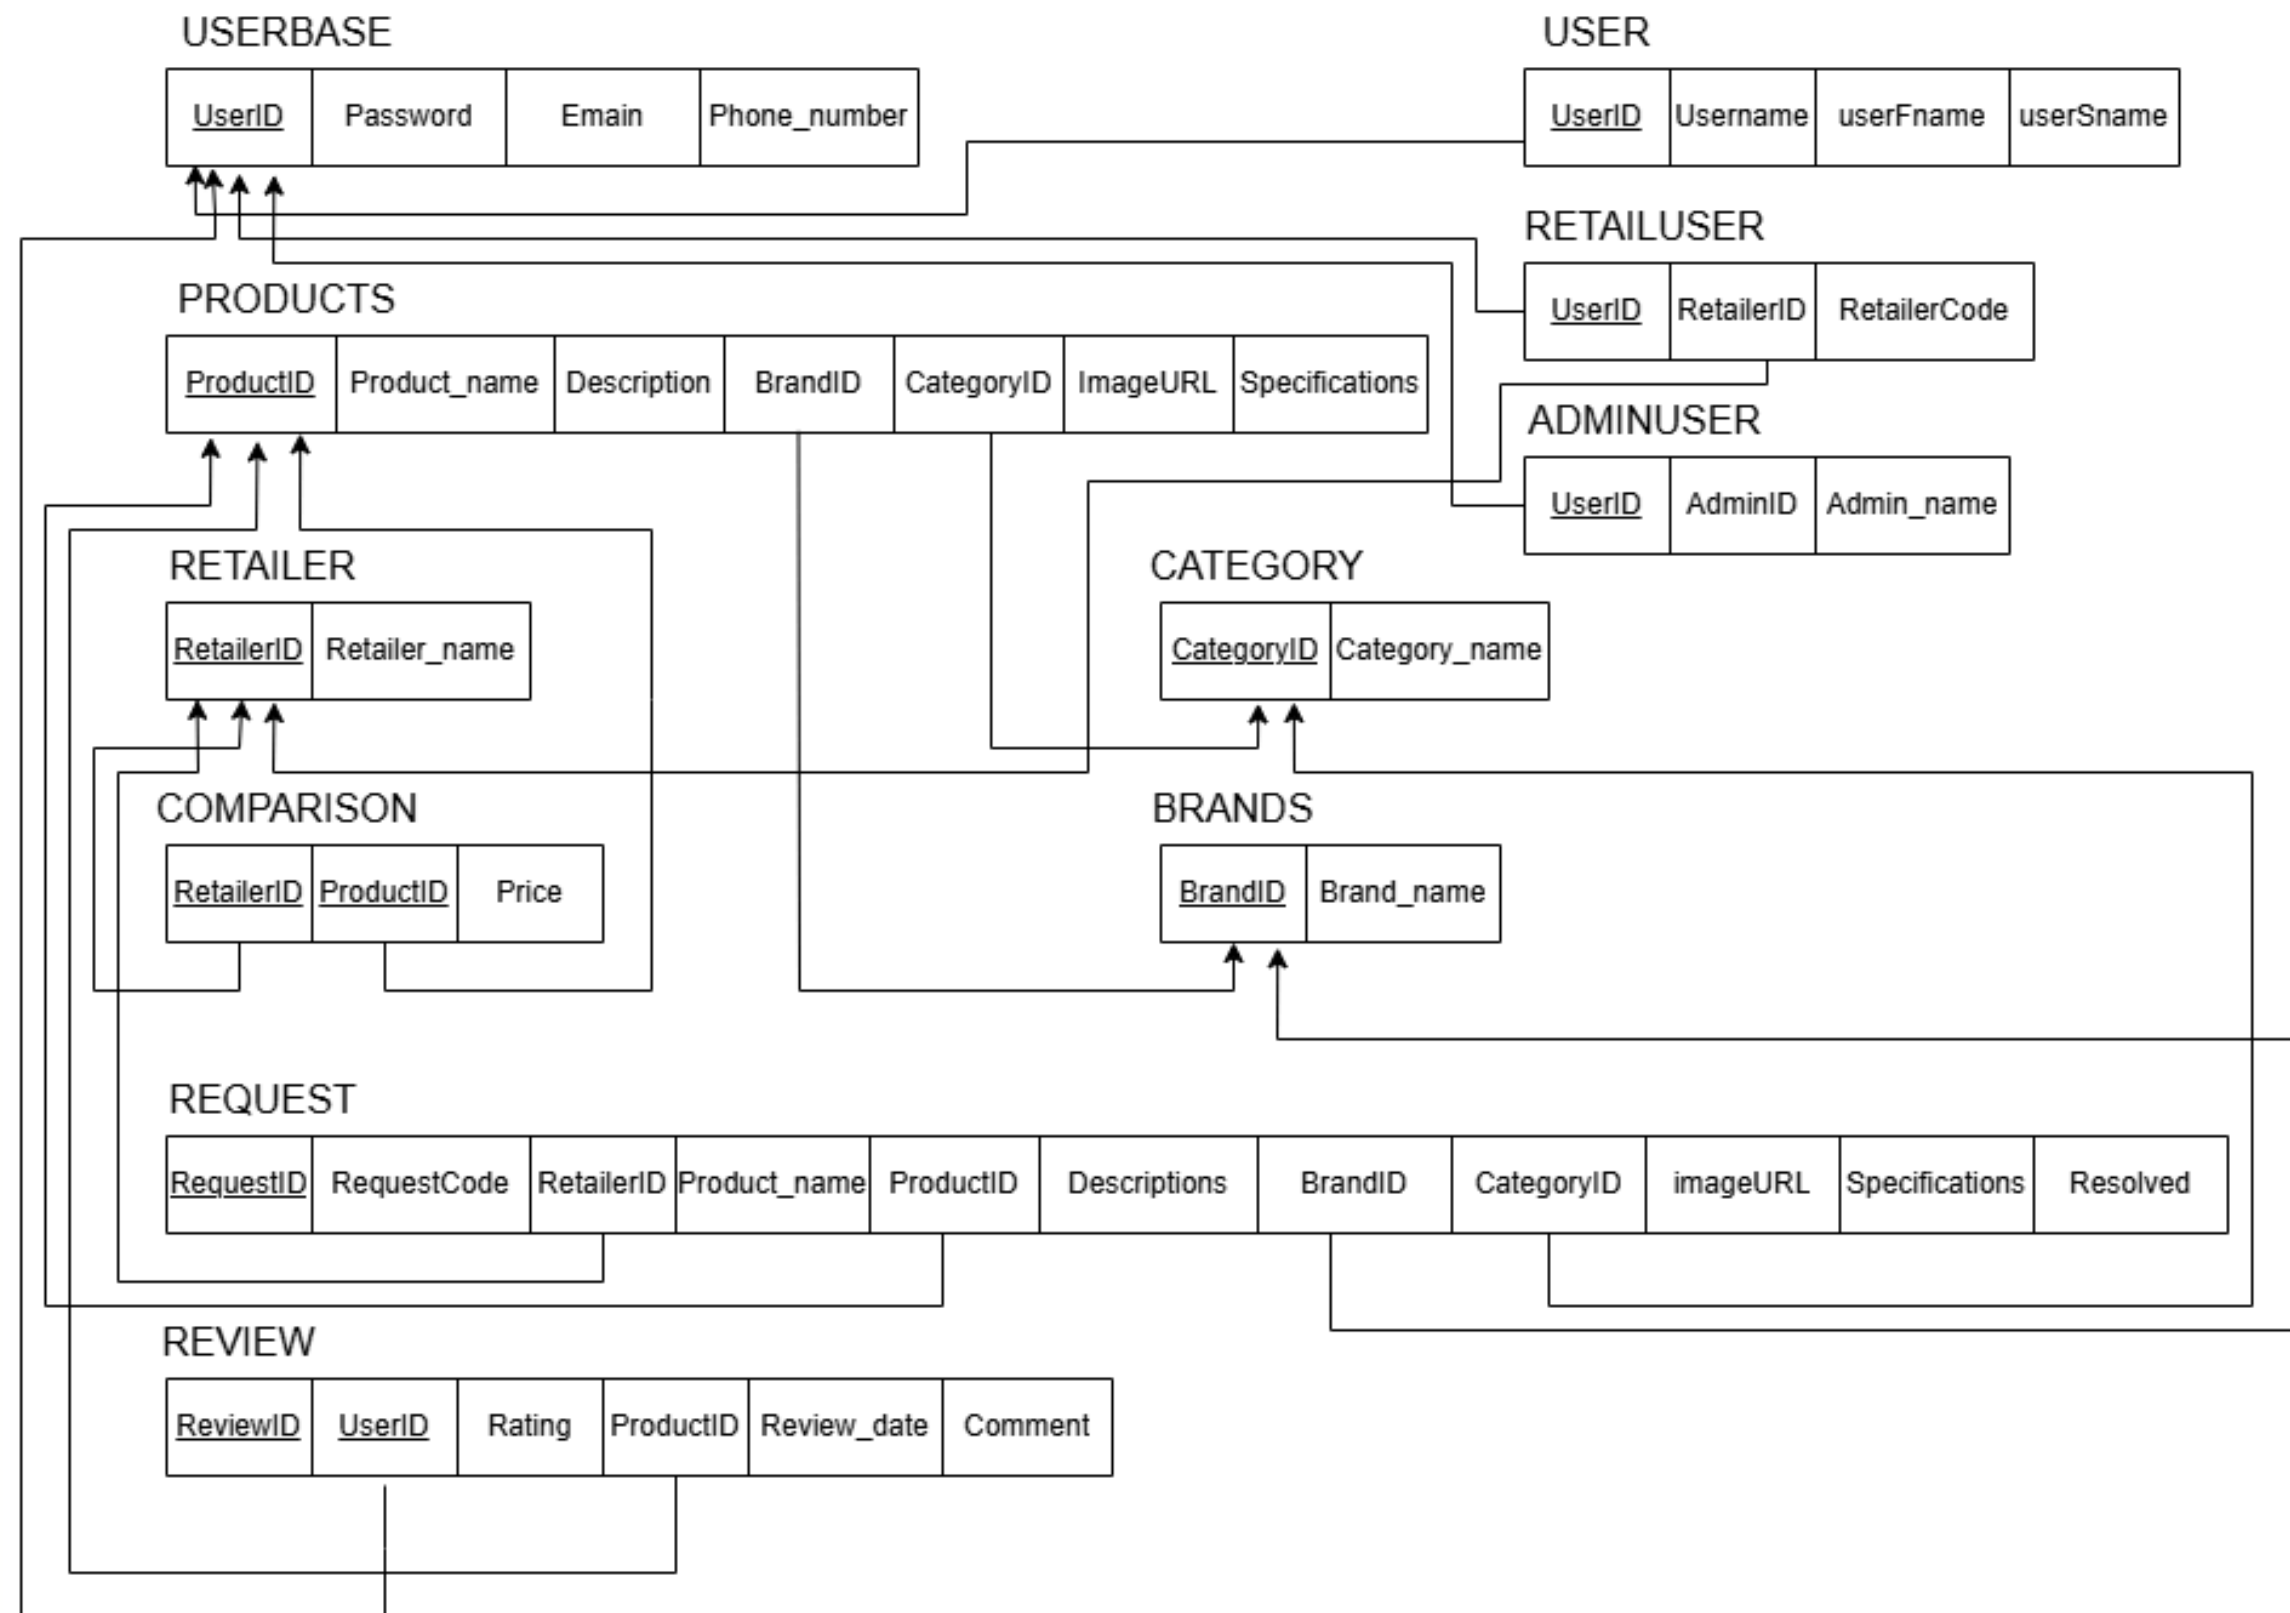 USERBASE
UserID Password Emain Phone_number
USER
UserID Username userFname userSname
RETAILUSER
UserID RetailerID RetailerCode
PRODUCTS
ProductID Product_name Description BrandID CategoryID ImageURL Specifications
ADMINUSER
UserID AdminID Admin_name
RETAILER
RetailerID Retailer_name
CATEGORY
CategoryID Category_name
COMPARISON
RetailerID ProductID Price
BRANDS
BrandID Brand_name
REQUEST
RequestID RequestCode RetailerID Product_name ProductID Descriptions BrandID CategoryID imageURL Specifications Resolved
REVIEW
ReviewID UserID Rating ProductID Review_date Comment